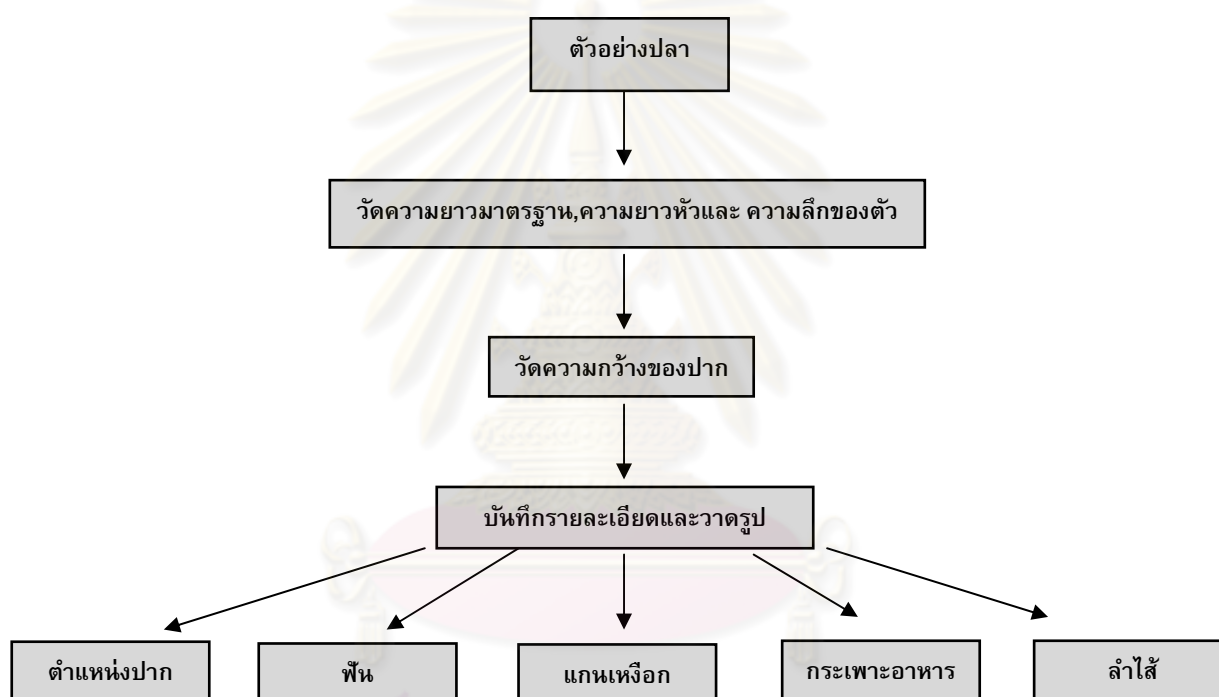 ตัวอย่างปลา
วัดความยาวมาตรฐาน,ความยาวหัวและ ความลึกของตัว
วัดความกว้างของปาก
บันทึกรายละเอียดและวาดรูป
ตำแหน่งปาก
ฟัน
แกนเหงือก
กระเพาะอาหาร
ลำไส้